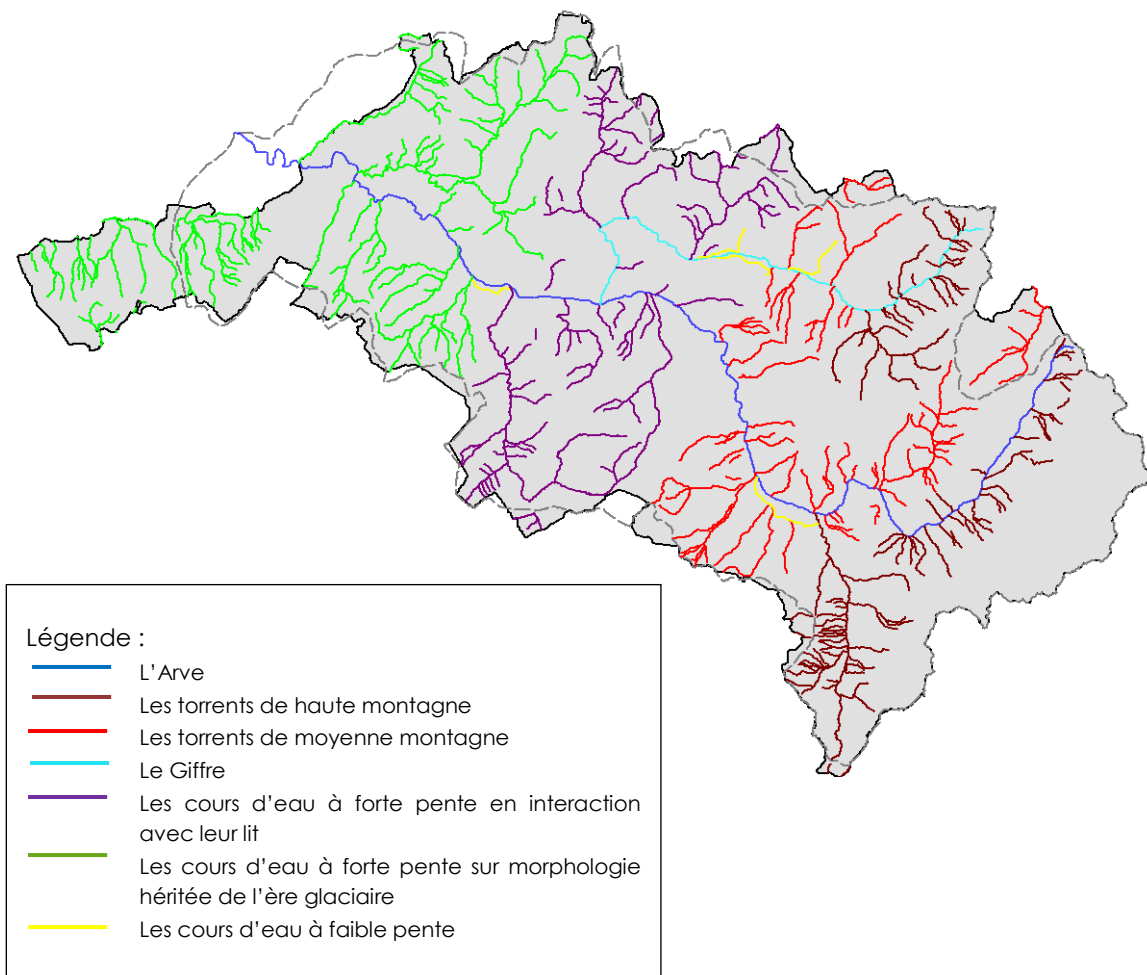 Légende :
L'Arve
Les torrents de haute montagne
Les torrents de moyenne montagne
Le Giffre
Les cours d'eau à forte pente en interaction
avec leur lit
Les cours d'eau à forte pente sur morphologie
héritée de l'ère glaciaire
Les cours d'eau à faible pente